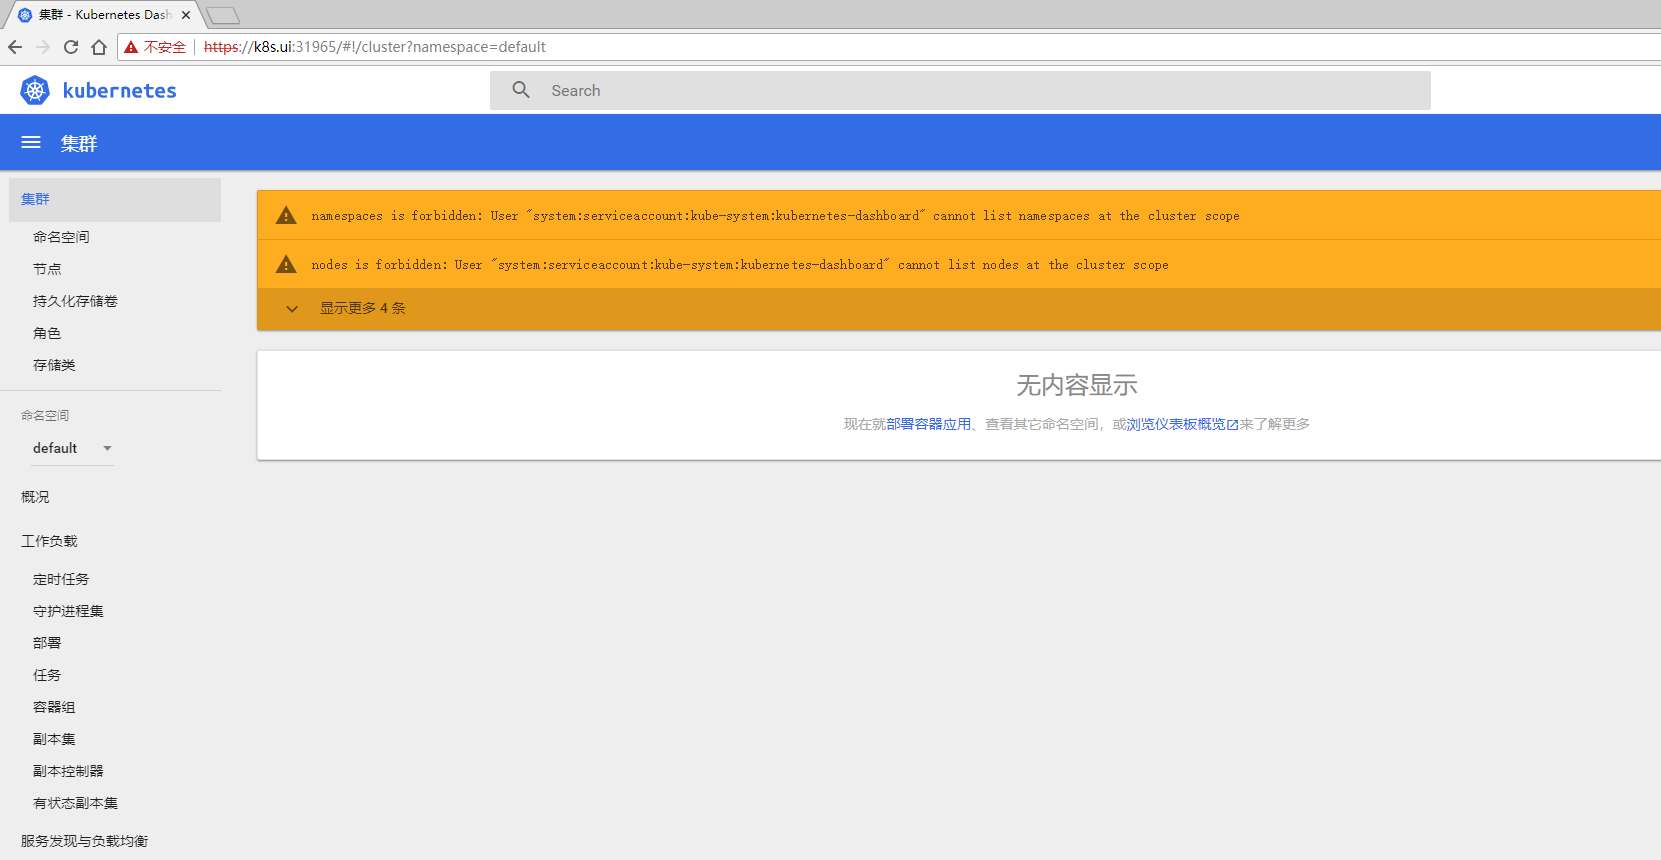 集群 - Kubernetes Dash
不安全 https://k8s.ui:31965/#!/cluster?namespace=default
kubernetes
Search
集群
集群
命名空间
节点
持久化存储卷
角色
存储类
命名空间
default
概况
工作负载
定时任务
守护进程集
部署
任务
容器组
副本集
副本控制器
有状态副本集
服务发现与负载均衡
namespaces is forbidden: User "system:serviceaccount:kube-system:kubernetes-dashboard" cannot list namespaces at the cluster scope
nodes is forbidden: User "system:serviceaccount:kube-system:kubernetes-dashboard" cannot list nodes at the cluster scope
显示更多 4 条
无内容显示
现在就部署容器应用、查看其它命名空间，或浏览仪表板概览来了解更多